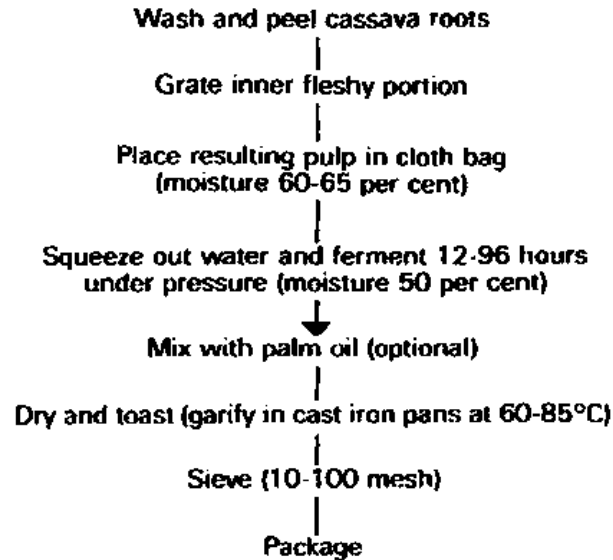 Wash and peel cassava roots
Grate inner fleshy portion
Place resulting pulp in cloth bag
(moisture 60-65 per cent)
Squeeze out water and ferment 12-96 hours
under pressure (moisture 50 per cent)
Mix with palm oil (optional)
Dry and toast (garify in cast iron pans at 60-85°C)
Sieve (10-100 mesh)
Package